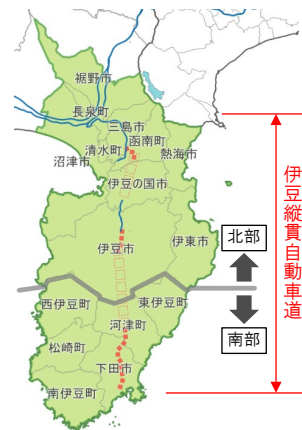 裾野市
長泉町
三島市
清水町
函南町
沼津市
熱海市
伊豆の国市
伊豆市
伊東市
北部
西伊豆町
東伊豆町
河津町
南部
松崎町
下田市
南伊豆町
伊豆縦貫自動車道